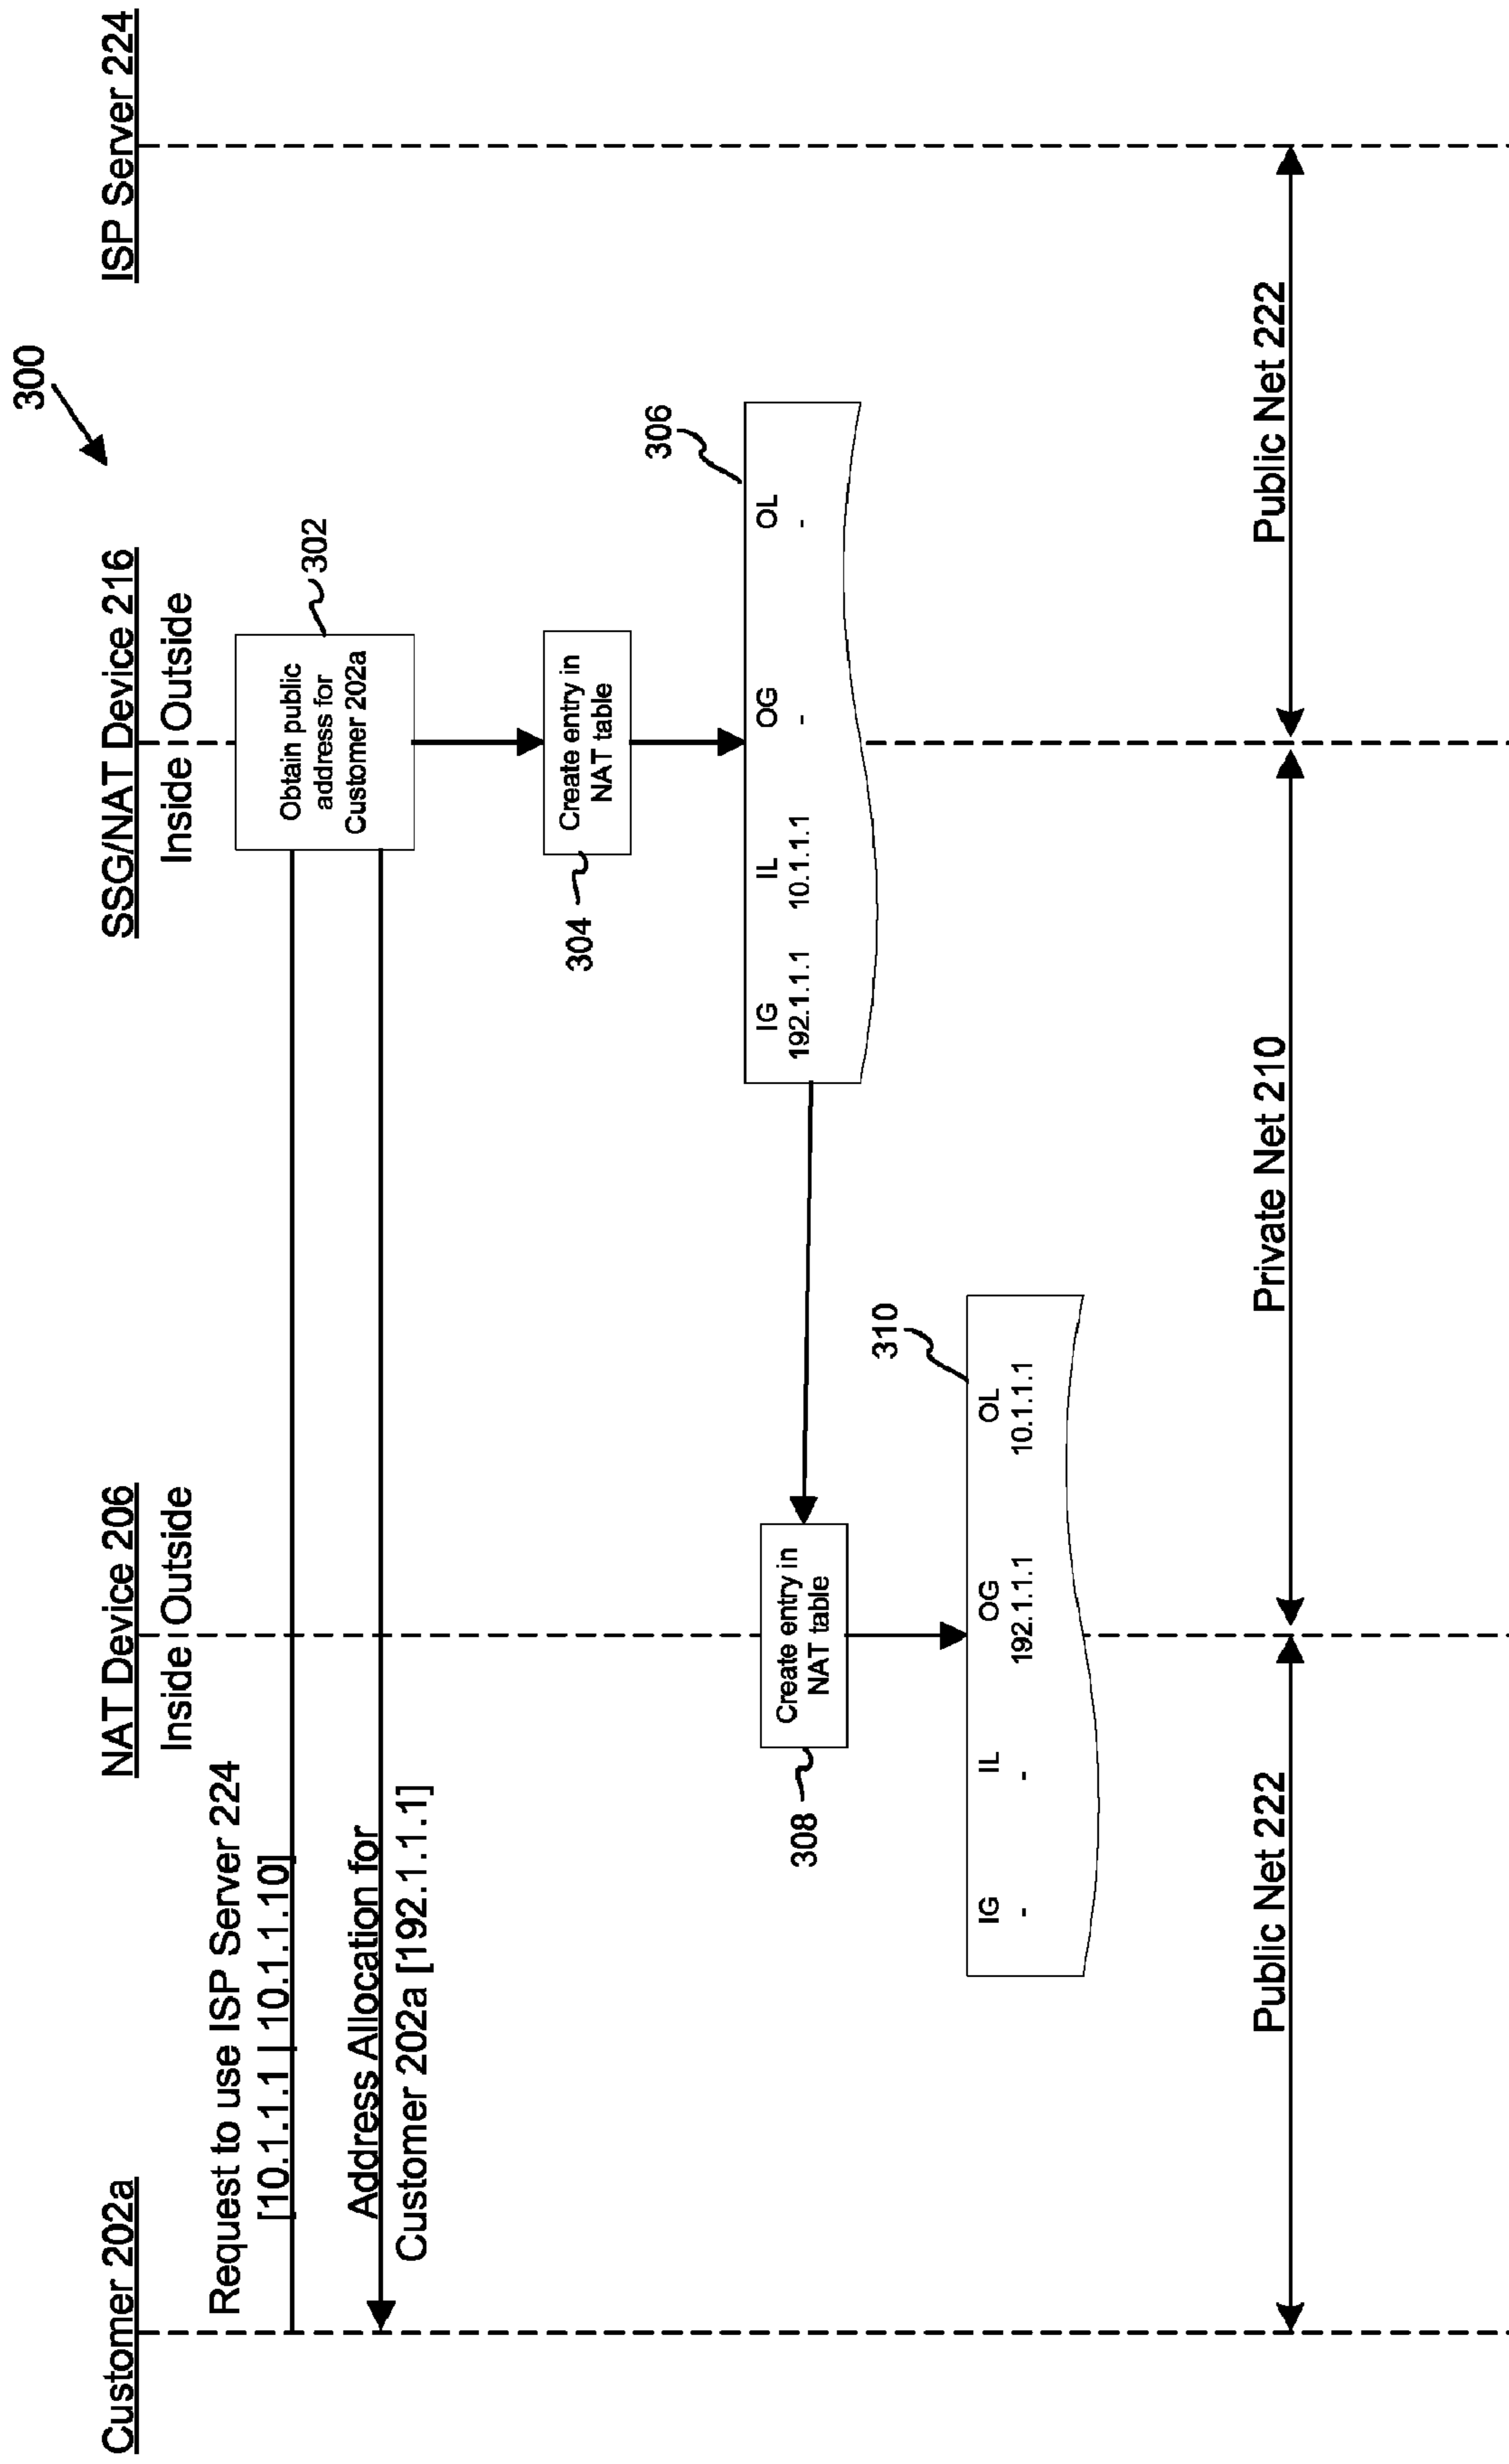 300
Customer 202a
NAT Device 206
Inside
Outside
SSG/NAT Device 216
Inside
Outside
ISP Server 224
Request to use ISP Server 224
[10.1.1.1 | 10.1.1.10]
Address Allocation for
Customer 202a [192.1.1.1]
Obtain public
address for
Customer 202a
302
Create entry in
NAT table
304
306
IG IL OG OL
192.1.1.1 10.1.1.1 - -
Create entry in
NAT table
308
310
IG IL OG OL
- - 192.1.1.1 10.1.1.1
Public Net 222
Private Net 210
Public Net 222